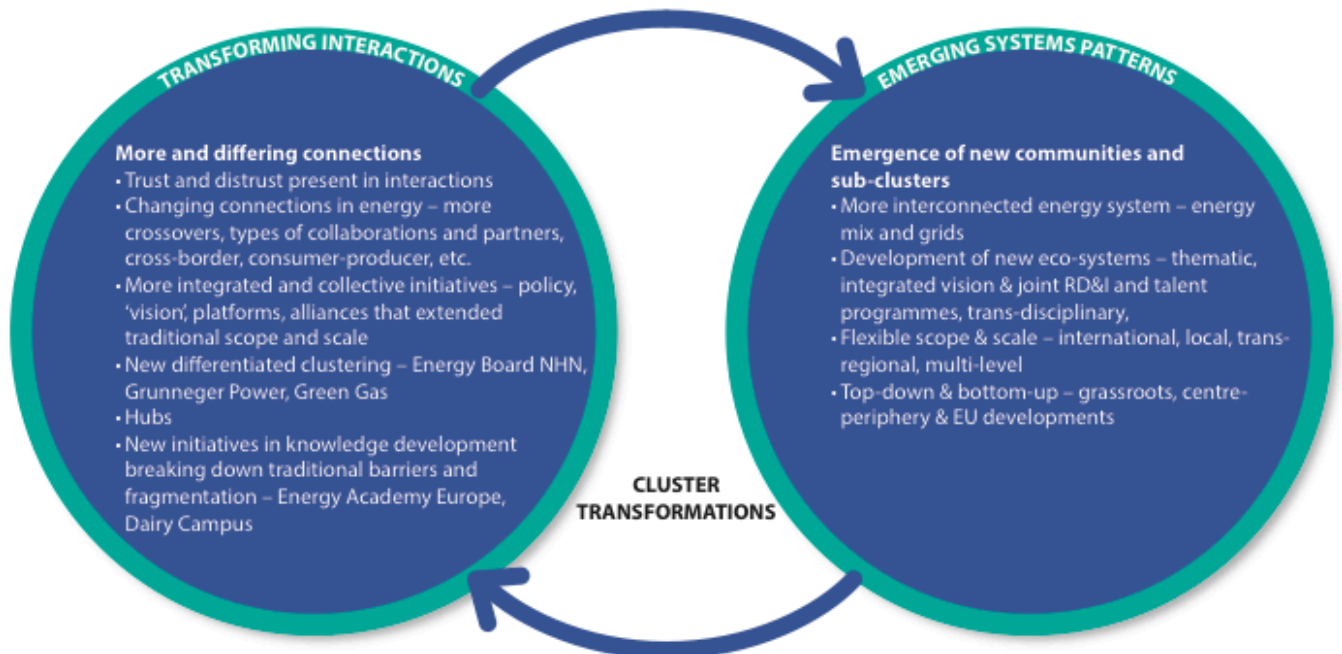 TRANSFORMING INTERACTIONS
More and differing connections
• Trust and distrust present in interactions
• Changing connections in energy – more
crossovers, types of collaborations and partners,
cross-border, consumer-producer, etc.
• More integrated and collective initiatives – policy,
‘vision’, platforms, alliances that extended
traditional scope and scale
• New differentiated clustering – Energy Board NHN,
Grunneger Power, Green Gas
• Hubs
• New initiatives in knowledge development
breaking down traditional barriers and
fragmentation – Energy Academy Europe,
Dairy Campus
CLUSTER
TRANSFORMATIONS
EMERGING SYSTEMS PATTERNS
Emergence of new communities and
sub-clusters
• More interconnected energy system – energy
mix and grids
• Development of new eco-systems – thematic,
integrated vision & joint RD&I and talent
programmes, trans-disciplinary,
• Flexible scope & scale – international, local, trans-
regional, multi-level
• Top-down & bottom-up – grassroots, centre-
periphery & EU developments